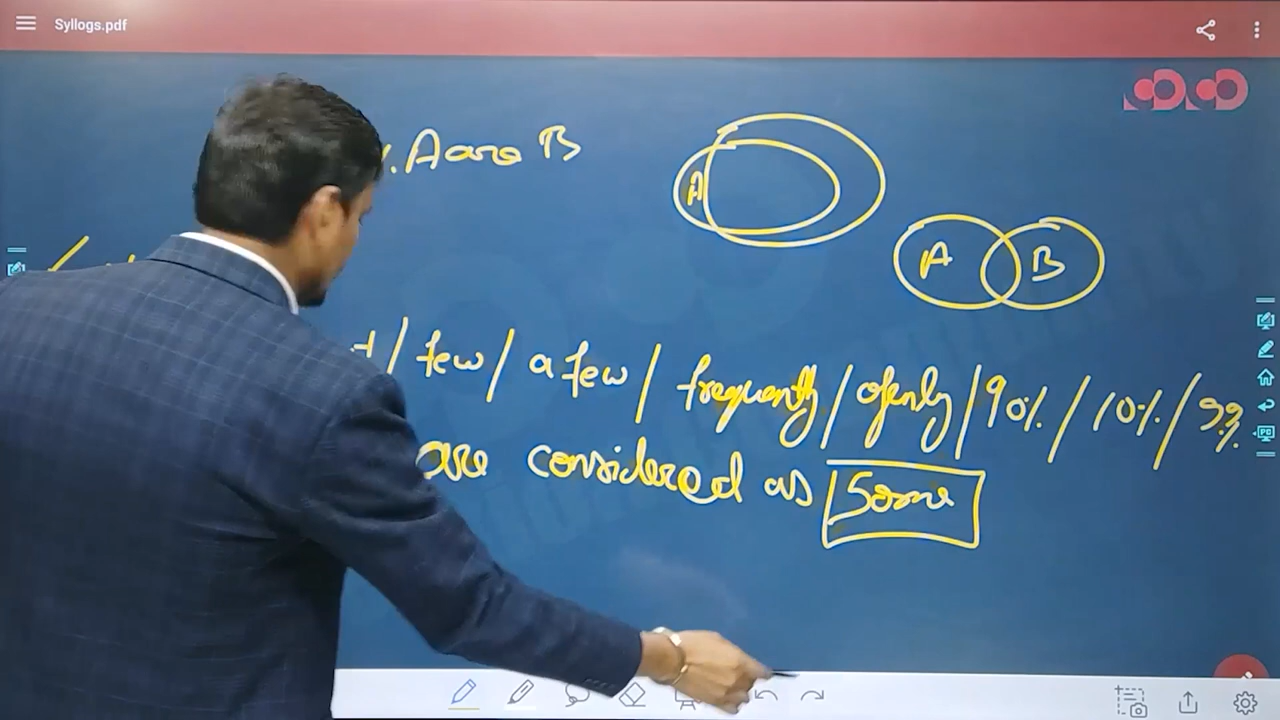 Syllogs.pdf
. A are B
A
A B
/ few / a few / frequently / ofenly / 90% / 10% / 99%
are considered as Some